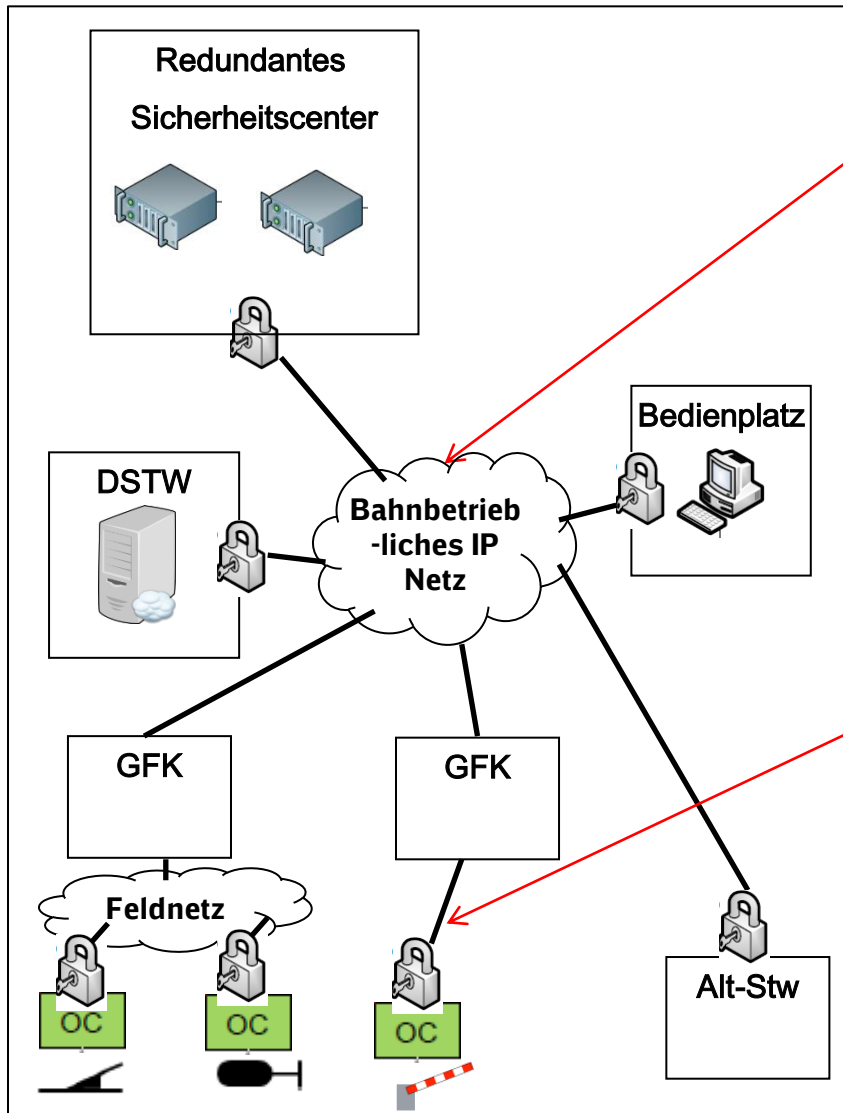 Redundantes
Sicherheitscenter
Bedienplatz
DSTW
Bahnbetrieb
-liches IP
Netz
GFK
GFK
Feldnetz
OC
OC
OC
Alt-Stw